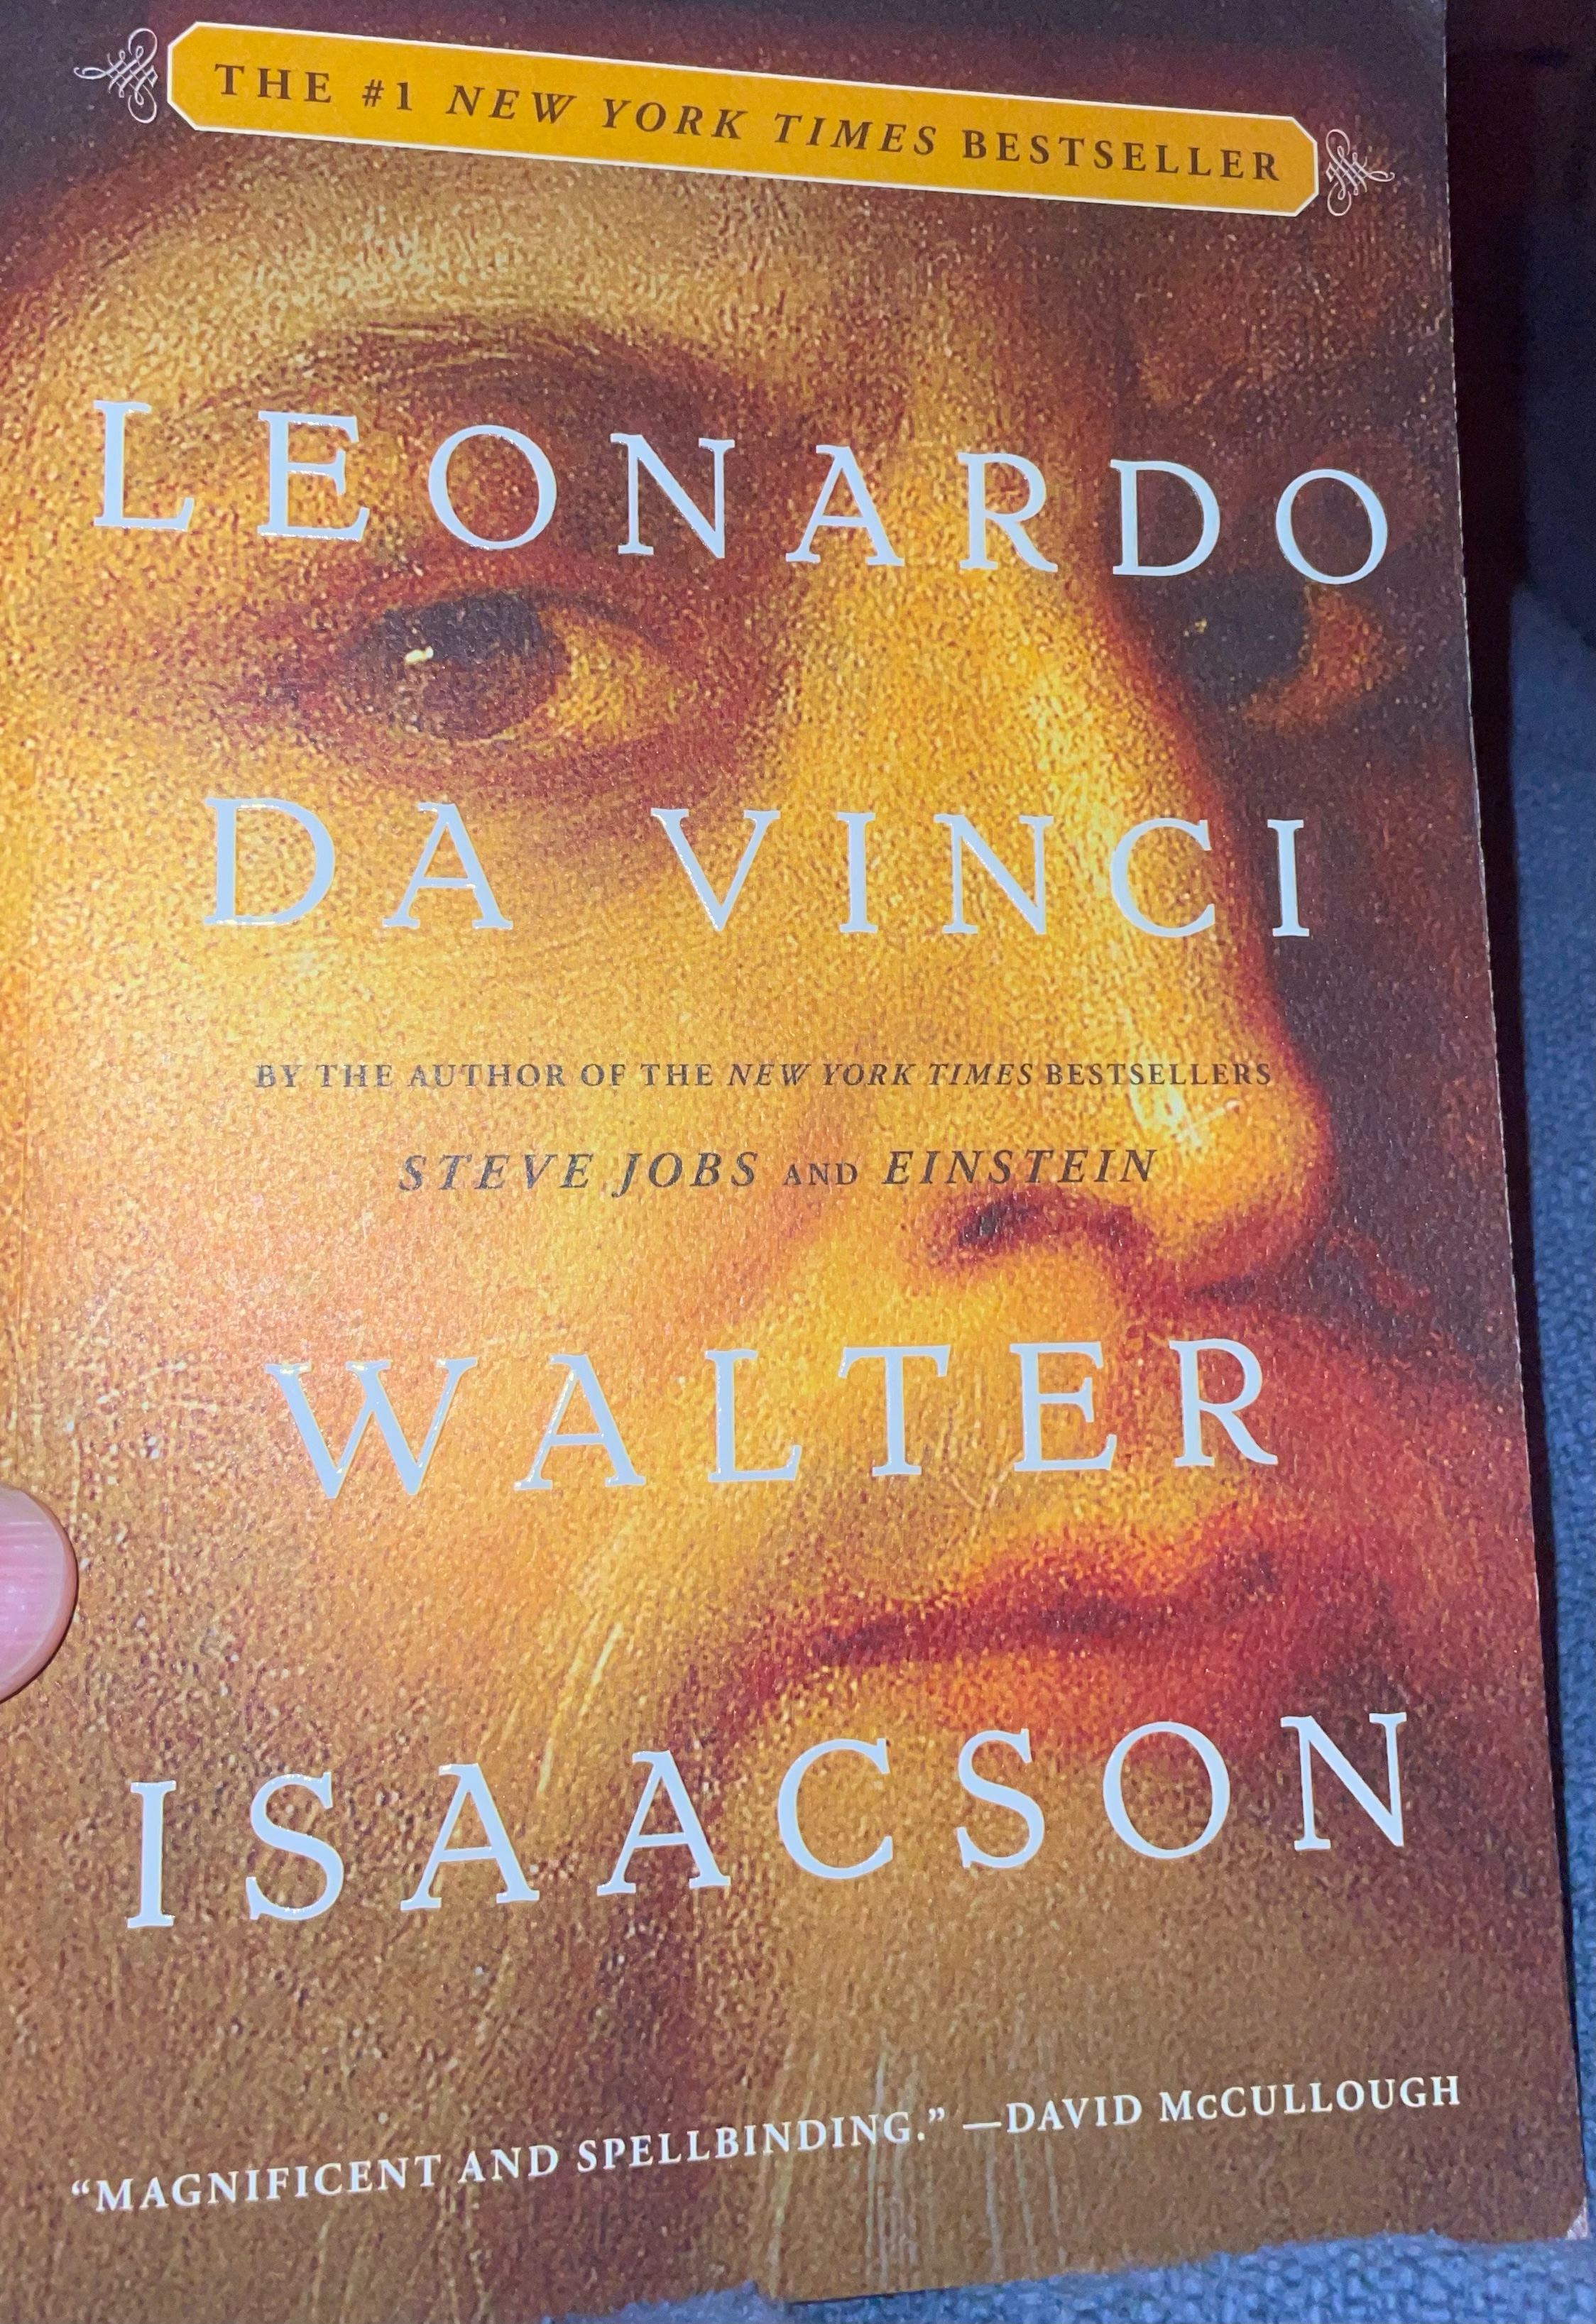 THE #1 NEW YORK TIMES BESTSELLER
LEONARDO
DA VINCI
BY THE AUTHOR OF THE NEW YORK TIMES BESTSELLERS
STEVE JOBS AND EINSTEIN
WALTER
ISAACSON
“MAGNIFICENT AND SPELLBINDING.” —DAVID McCULLOUGH